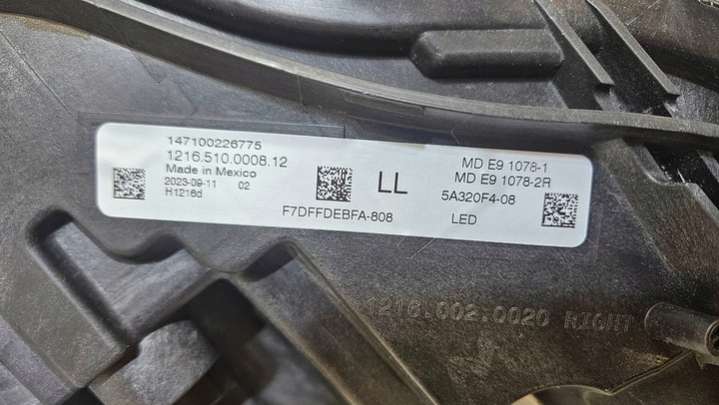 147100226775
1216.510.0008.12
Made in Mexico
2023-09-11 02
H1216d
F7DFFDEBFA-808
LL
MD E9 1078-1
MD E9 1078-2R
5A320F4-08
LED
1216.002.0020 RIGHT